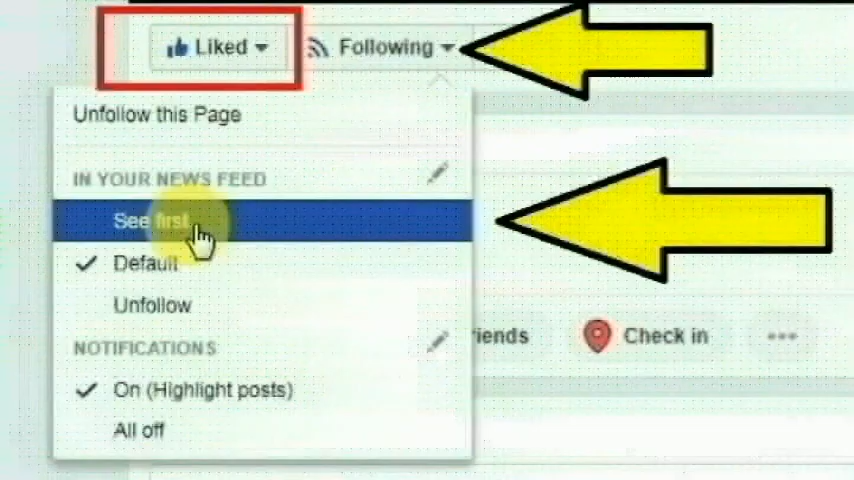 Liked Following
Unfollow this Page
IN YOUR NEWS FEED
See first
Default
Unfollow
riends Check in
NOTIFICATIONS
On (Highlight posts)
All off